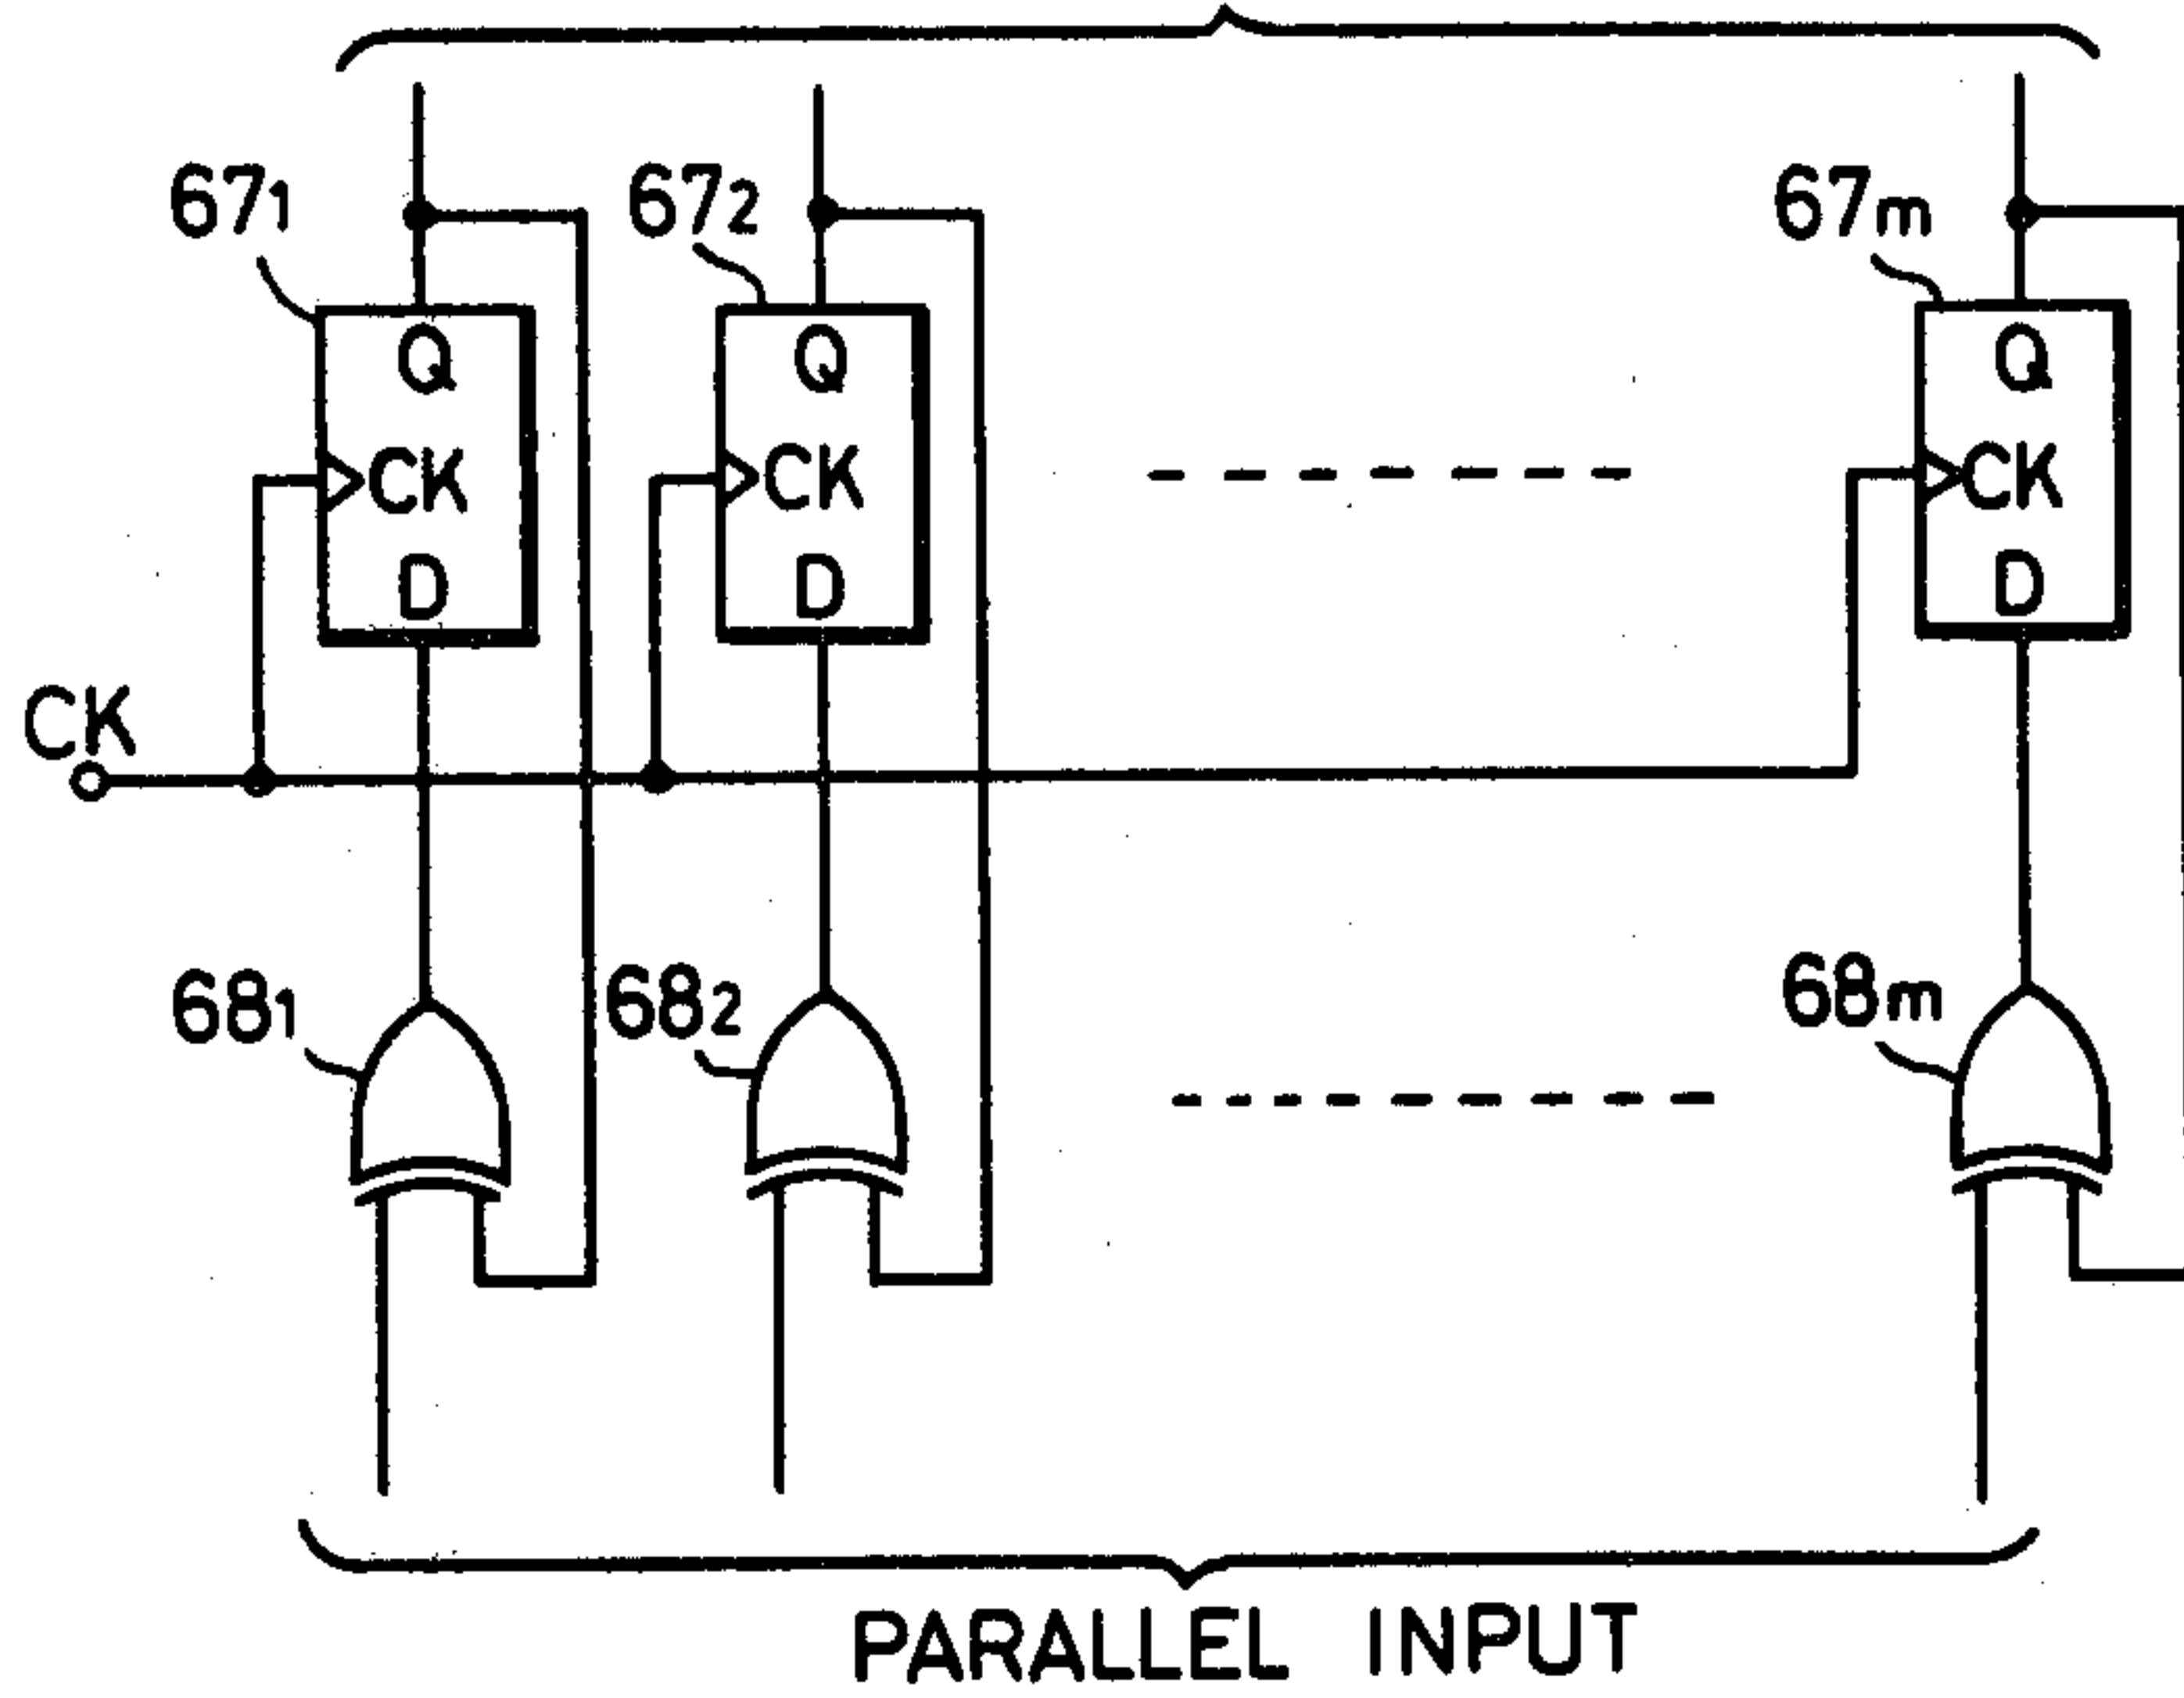 67₁ 67₂ 67m
Q Q Q
CK CK CK
D D D
CK
68₁ 68₂ 68m
PARALLEL INPUT